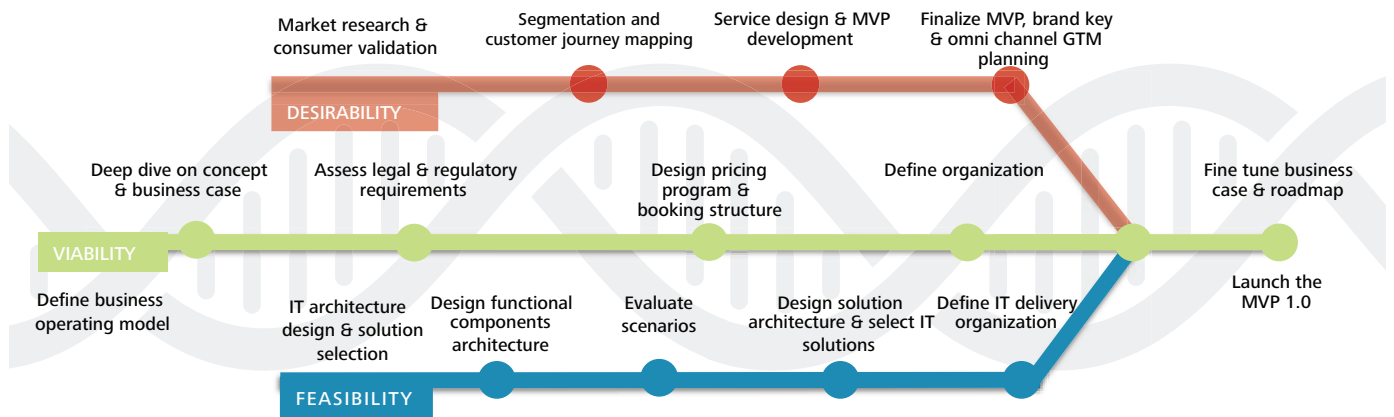 Market research &
consumer validation
Segmentation and
customer journey mapping
Service design & MVP
development
Finalize MVP, brand key
& omni channel GTM
planning
DESIRABILITY
Deep dive on concept
& business case
Assess legal & regulatory
requirements
Design pricing
program &
booking structure
Define organization
Fine tune business
case & roadmap
VIABILITY
Define business
operating model
Launch the
MVP 1.0
IT architecture
design & solution
selection
Design functional
components
architecture
Evaluate
scenarios
Design solution
architecture & select IT
solutions
Define IT delivery
organization
FEASIBILITY